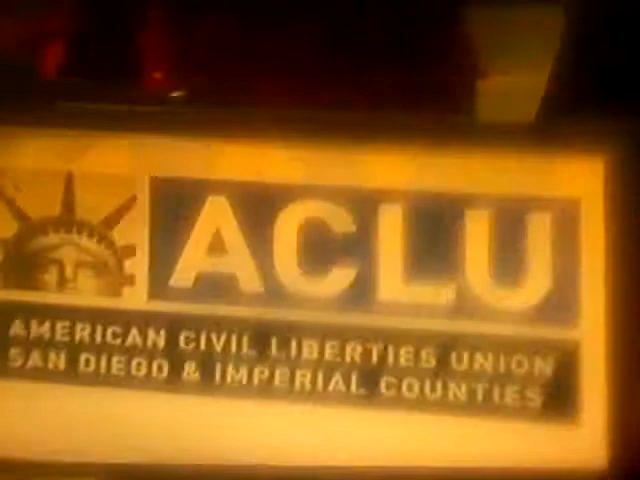 ACLU
AMERICAN CIVIL LIBERTIES UNION
SAN DIEGO & IMPERIAL COUNTIES